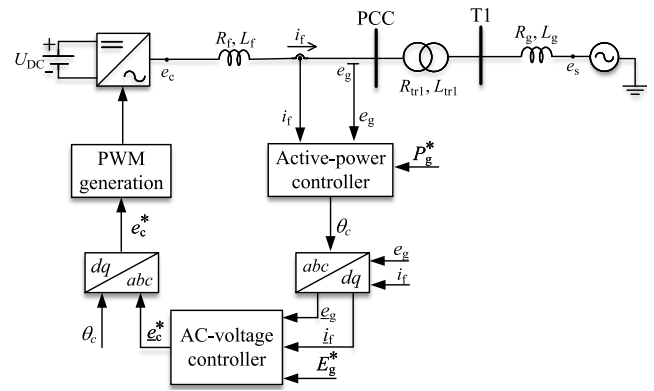 PCC
T1
R_f, L_f
i_f
R_g, L_g
U_DC
+
-
e_c
e_g
e_s
R_tr1, L_tr1
i_f
e_g
PWM
generation
Active-power
controller
P_g^*
e_c^*
θ_c
dq
abc
abc
dq
e_g
i_f
θ_c
e_c^*
AC-voltage
controller
e_g
i_f
E_g^*